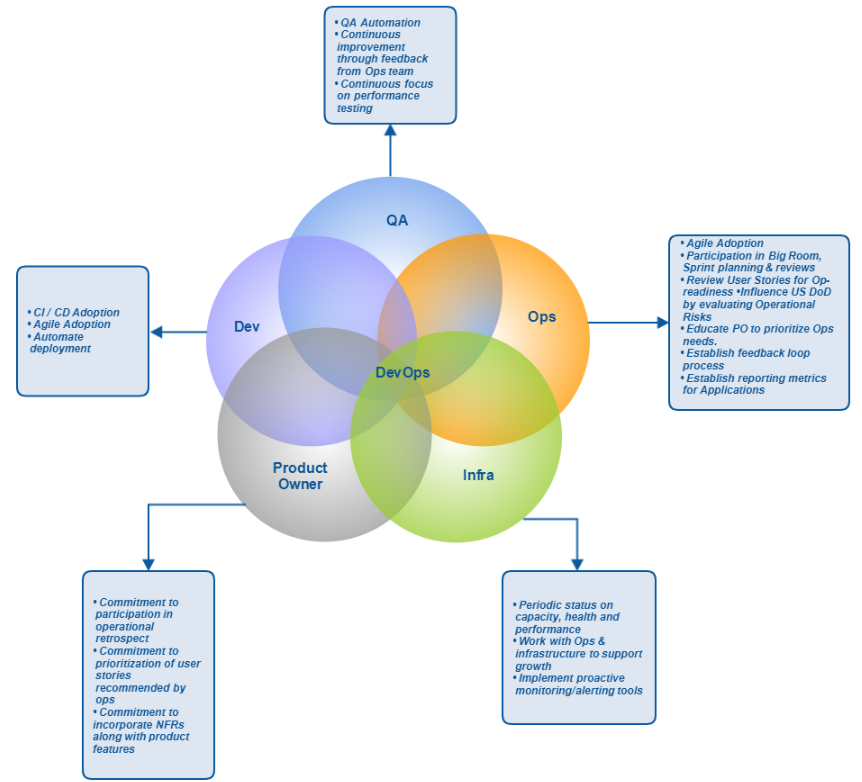 • QA Automation
• Continuous
improvement
through feedback
from Ops team
• Continuous focus
on performance
testing
QA
• Agile Adoption
• Participation in Big Room,
Sprint planning & reviews
• Review User Stories for Op-
readiness •Influence US DoD
by evaluating Operational
Risks
• Educate PO to prioritize Ops
needs.
• Establish feedback loop
process
• Establish reporting metrics
for Applications
• CI / CD Adoption
• Agile Adoption
• Automate
deployment
Dev
Ops
DevOps
Product
Owner
Infra
• Commitment to
participation in
operational
retrospect
• Commitment to
prioritization of user
stories
recommended by
ops
• Commitment to
incorporate NFRs
along with product
features
• Periodic status on
capacity, health and
performance
• Work with Ops &
infrastructure to support
growth
• Implement proactive
monitoring/alerting tools